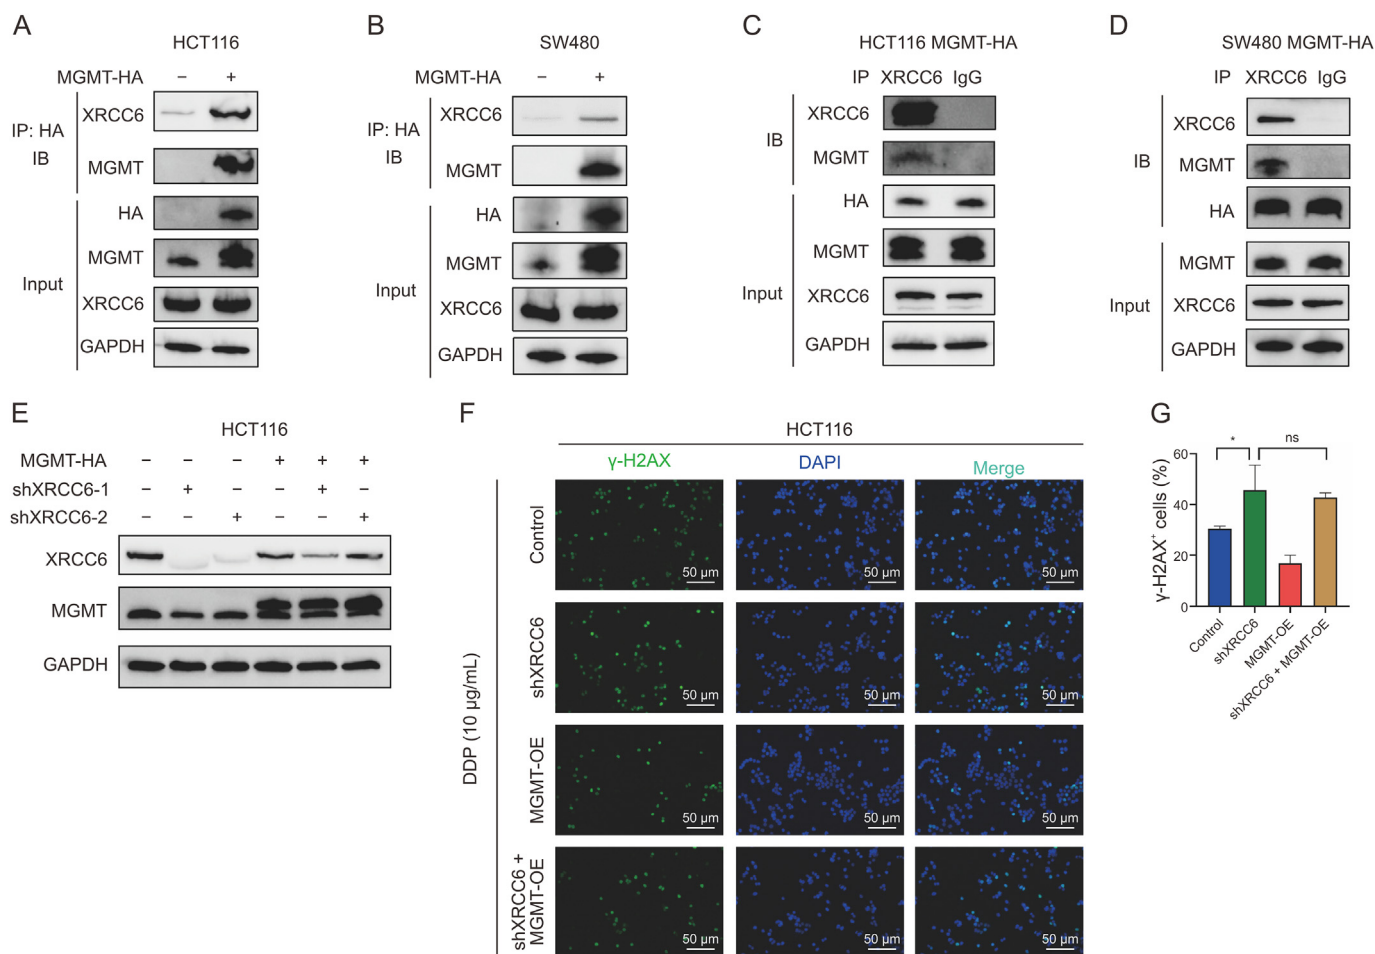 A
HCT116
MGMT-HA – +
IP: HA
IB
XRCC6
MGMT
Input
HA
MGMT
XRCC6
GAPDH
B
SW480
MGMT-HA – +
IP: HA
IB
XRCC6
MGMT
Input
HA
MGMT
XRCC6
GAPDH
C
HCT116 MGMT-HA
IP XRCC6 IgG
IB
XRCC6
MGMT
Input
HA
MGMT
XRCC6
GAPDH
D
SW480 MGMT-HA
IP XRCC6 IgG
IB
XRCC6
MGMT
HA
Input
MGMT
XRCC6
GAPDH
E
HCT116
MGMT-HA – – – + + +
shXRCC6-1 – + – – + –
shXRCC6-2 – – + – – +
XRCC6
MGMT
GAPDH
F
HCT116
γ-H2AX DAPI Merge
DDP (10 μg/mL)
Control
50 μm 50 μm 50 μm
shXRCC6
50 μm 50 μm 50 μm
MGMT-OE
50 μm 50 μm 50 μm
shXRCC6 +
MGMT-OE
50 μm 50 μm 50 μm
G
γ-H2AX+ cells (%)
60
40
20
0
* ns
Control
shXRCC6
MGMT-OE
shXRCC6 + MGMT-OE